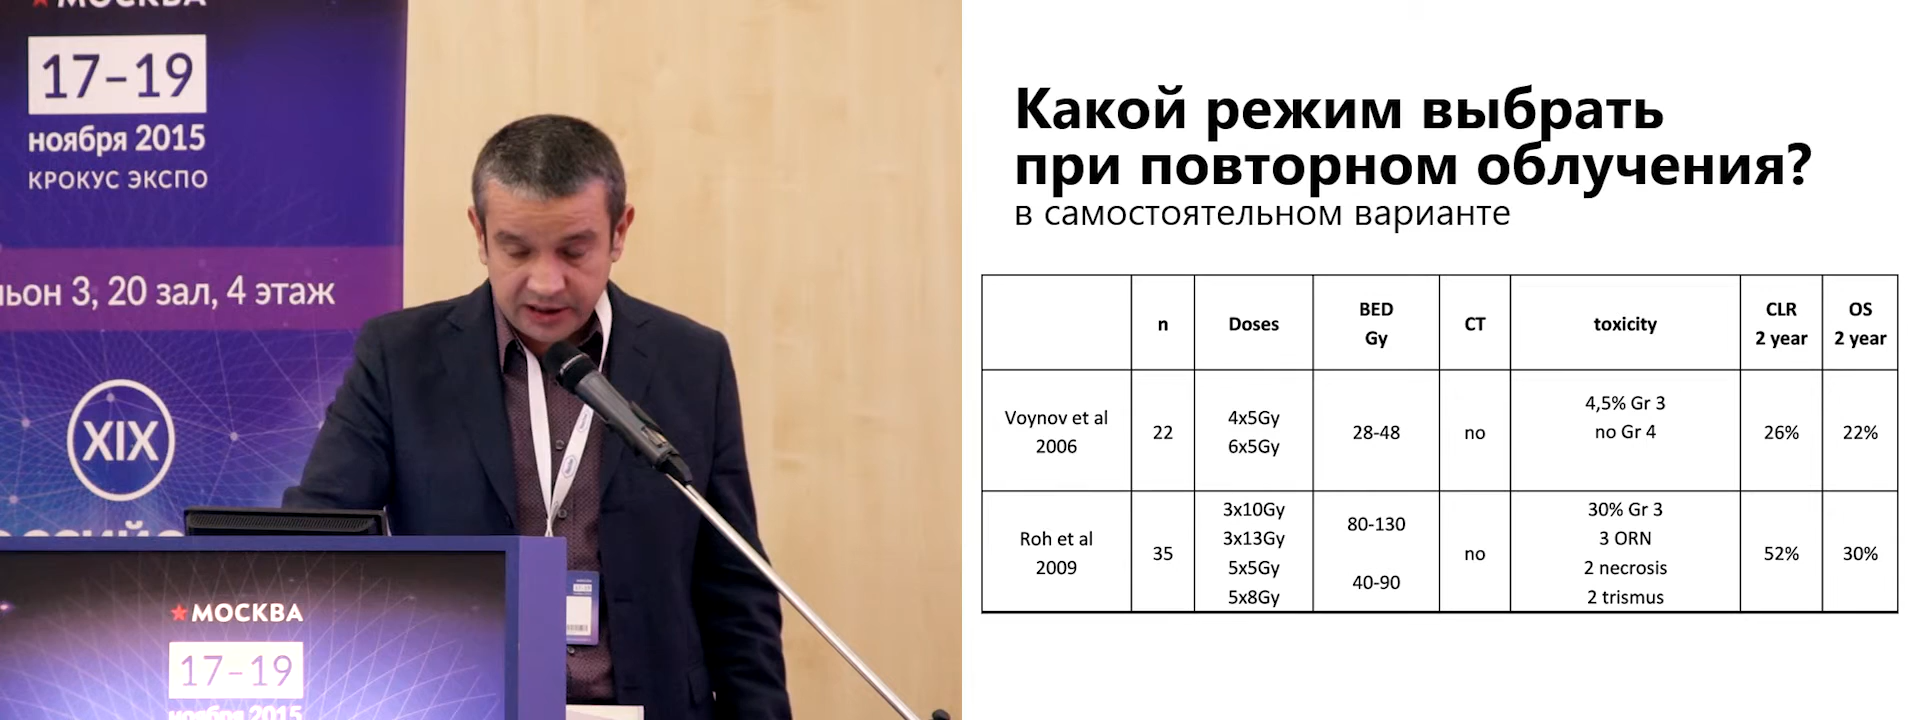 МОСКВА
17–19
ноября 2015
КРОКУС ЭКСПО
3, 20 зал, 4 этаж
XIX
МОСКВА
17–19
ноября 2015
Какой режим выбрать
при повторном облучения?
в самостоятельном варианте
n Doses BED Gy CT toxicity CLR 2 year OS 2 year
Voynov et al 2006 22 4x5Gy 6x5Gy 28-48 no 4,5% Gr 3 no Gr 4 26% 22%
Roh et al 2009 35 3x10Gy 3x13Gy 5x5Gy 5x8Gy 80-130 40-90 no 30% Gr 3 3 ORN 2 necrosis 2 trismus 52% 30%